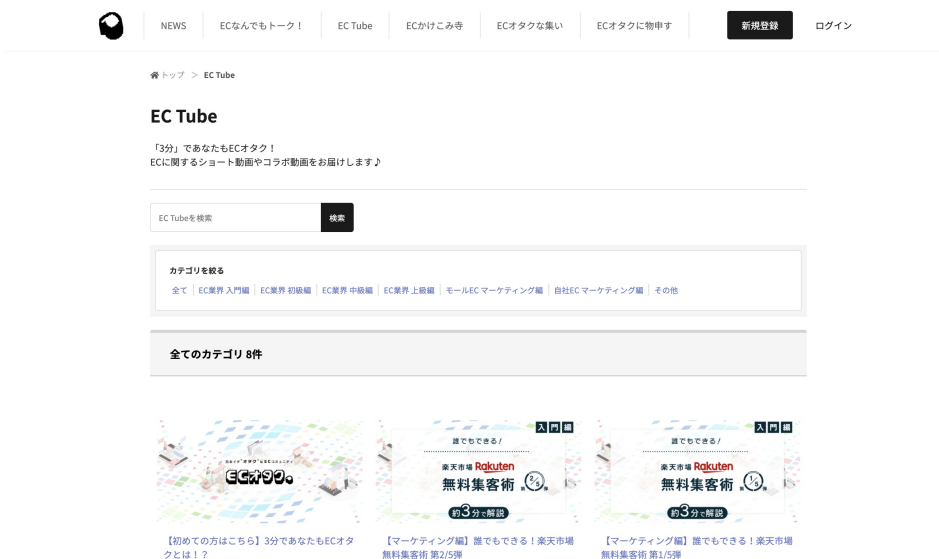 NEWS
ECなんでもトーク！
EC Tube
ECかけこみ寺
ECオタクな集い
ECオタクに物申す
新規登録
ログイン
トップ ＞ EC Tube
EC Tube
「3分」であなたもECオタク！
ECに関するショート動画やコラボ動画をお届けします♪
EC Tubeを検索
検索
カテゴリを絞る
全て
EC業界 入門編
EC業界 初級編
EC業界 中級編
EC業界 上級編
モールEC マーケティング編
自社EC マーケティング編
その他
全てのカテゴリ 8件
ECオタク。
【初めての方はこちら】3分であなたもECオタ
クとは！？
入門編
誰でもできる/
楽天市場 Rakuten
無料集客術 第2/5弾
約3分で解説
【マーケティング編】誰でもできる！楽天市場
無料集客術 第2/5弾
入門編
誰でもできる/
楽天市場 Rakuten
無料集客術 第1/5弾
約3分で解説
【マーケティング編】誰でもできる！楽天市場
無料集客術 第1/5弾